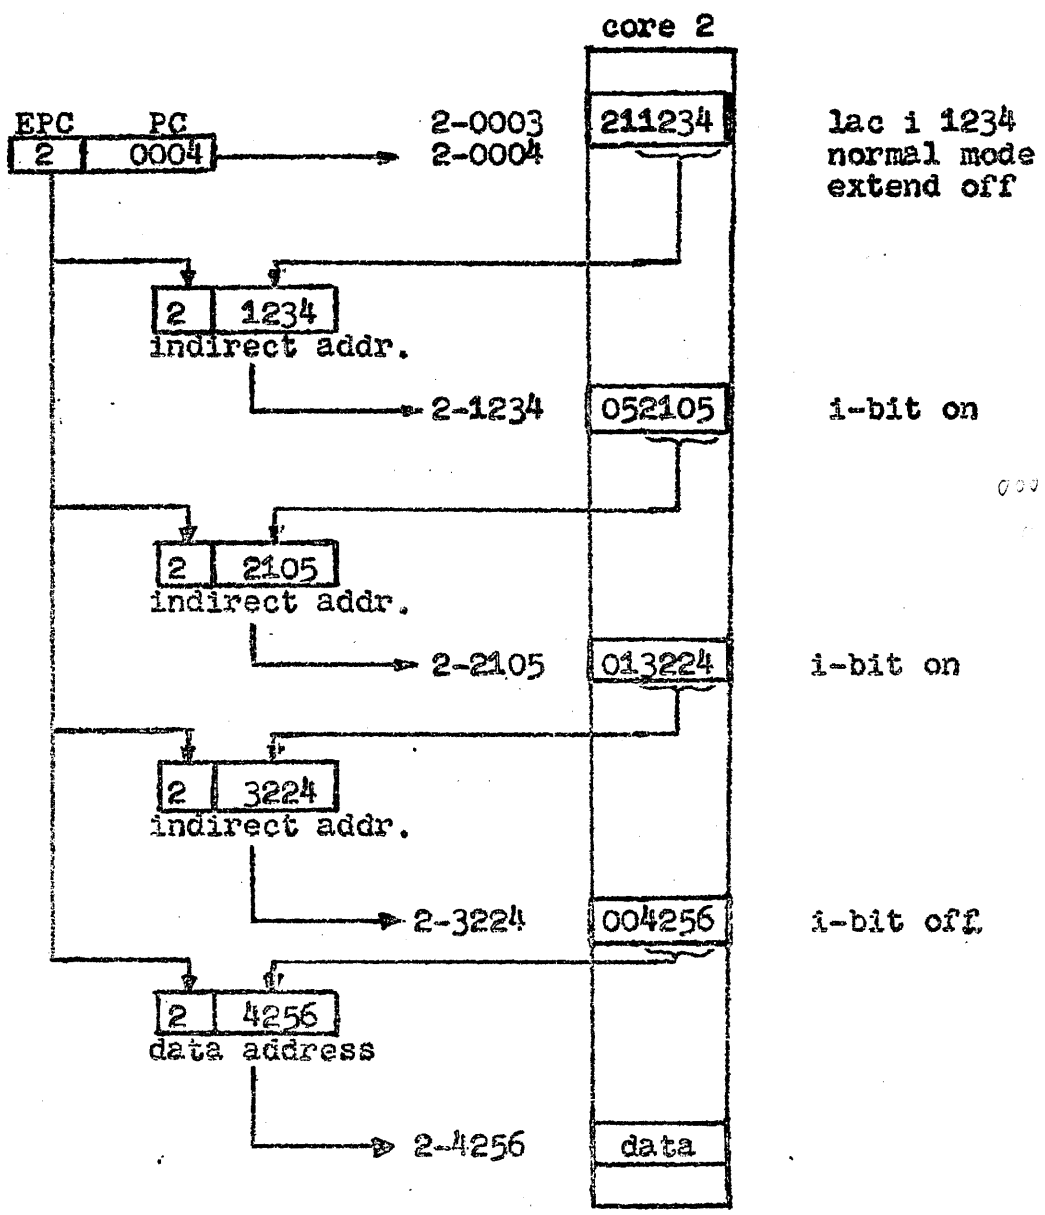 core 2
EPC PC 2-0003 211234 lac i 1234
2 0004 2-0004 normal mode
extend off
2 1234
indirect addr.
2-1234 052105 i-bit on
2 2105
indirect addr.
2-2105 013224 i-bit on
2 3224
indirect addr.
2-3224 004256 i-bit off
2 4256
data address
2-4256 data